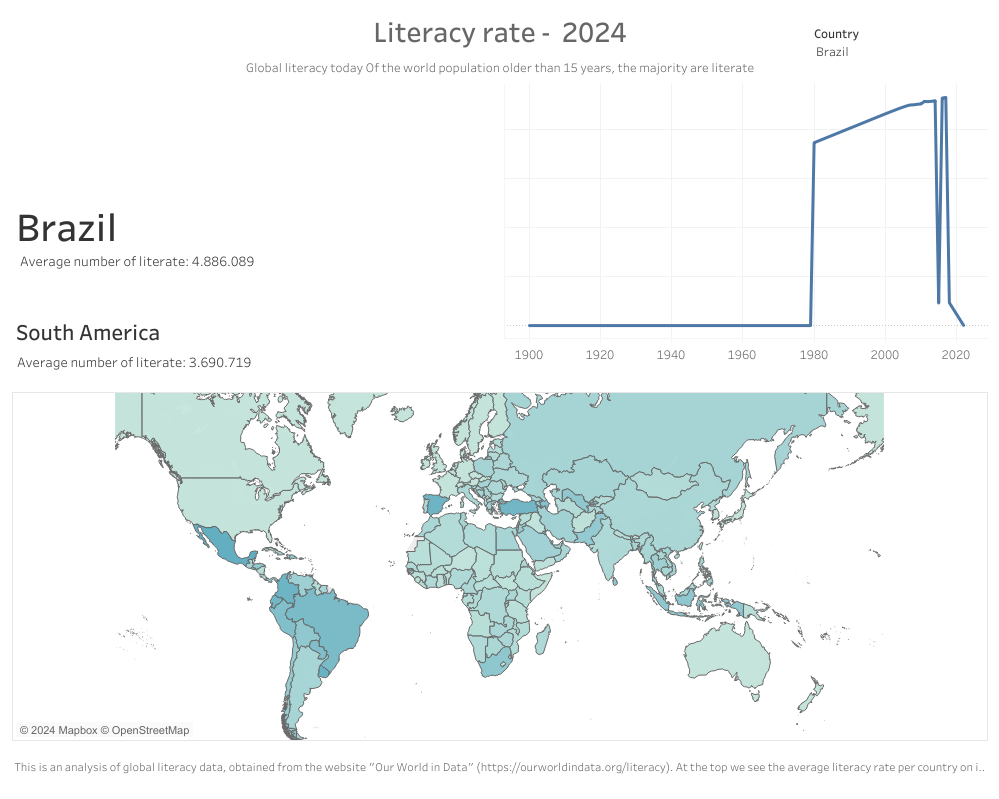 Literacy rate -  2024
Country
Brazil
Global literacy today Of the world population older than 15 years, the majority are literate
Brazil
Average number of literate: 4.886.089
South America
Average number of literate: 3.690.719
1900 1920 1940 1960 1980 2000 2020
© 2024 Mapbox © OpenStreetMap
This is an analysis of global literacy data, obtained from the website "Our World in Data" (https://ourworldindata.org/literacy). At the top we see the average literacy rate per country on i..